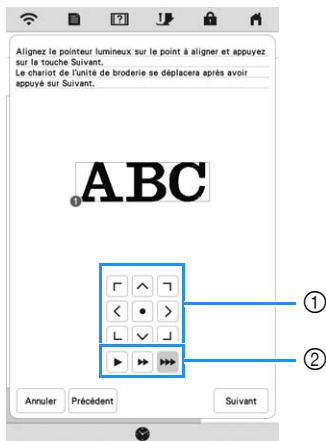 Alignez le pointeur lumineux sur le point à aligner et appuyez
sur la touche Suivant.
Le chariot de l'unité de broderie se déplacera après avoir
appuyé sur Suivant.
ABC
1
①
②
Annuler Précédent Suivant